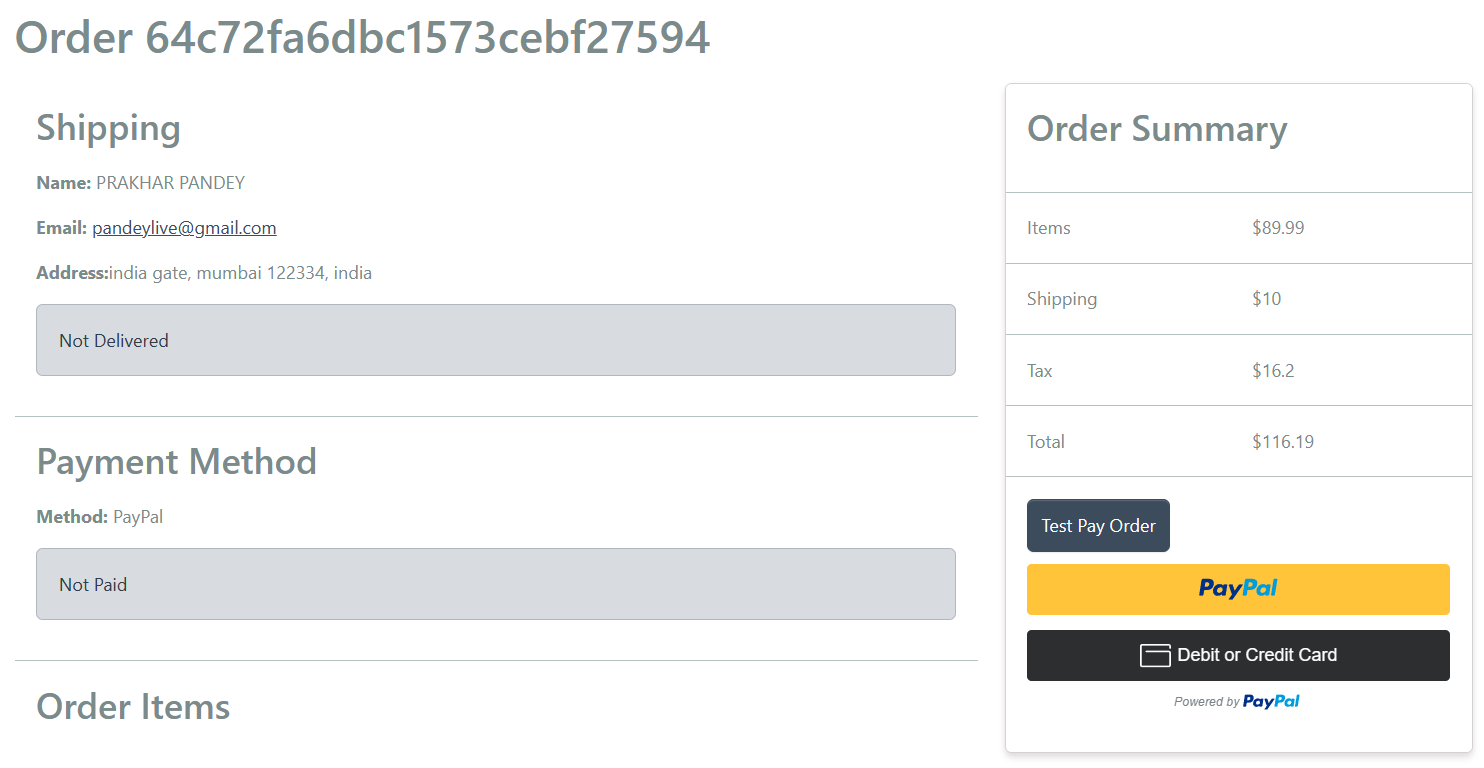 Order 64c72fa6dbc1573cebf27594
Shipping
Name: PRAKHAR PANDEY
Email: pandeylive@gmail.com
Address:india gate, mumbai 122334, india
Not Delivered
Payment Method
Method: PayPal
Not Paid
Order Items
Order Summary
Items $89.99
Shipping $10
Tax $16.2
Total $116.19
Test Pay Order
PayPal
Debit or Credit Card
Powered by PayPal